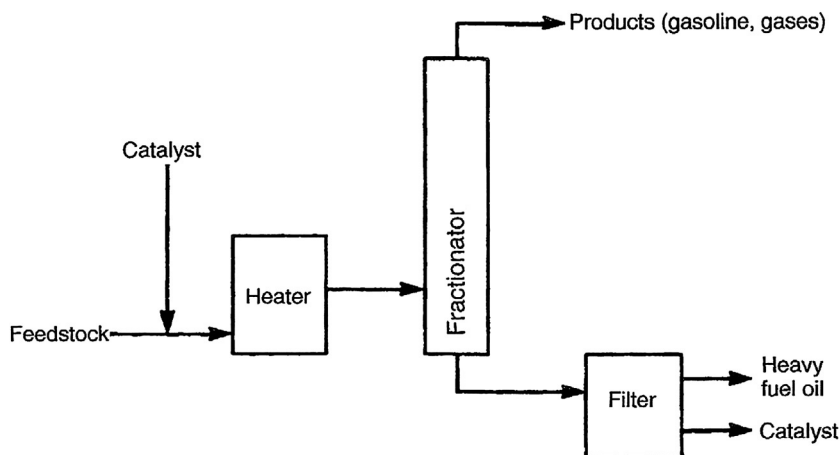 Products (gasoline, gases)
Catalyst
Fractionator
Heater
Feedstock
Heavy
fuel oil
Filter
Catalyst